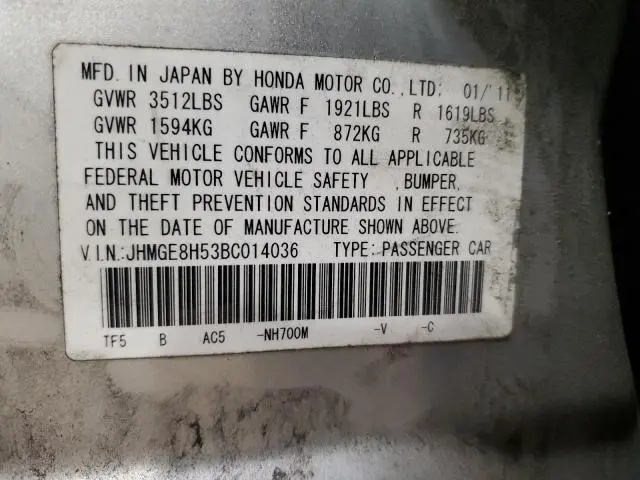 MFD. IN JAPAN BY HONDA MOTOR CO.,LTD: 01/'11
GVWR 3512LBS GAWR F 1921LBS R 1619LBS
GVWR 1594KG GAWR F 872KG R 735KG
THIS VEHICLE CONFORMS TO ALL APPLICABLE
FEDERAL MOTOR VEHICLE SAFETY ,BUMPER,
AND THEFT PREVENTION STANDARDS IN EFFECT
ON THE DATE OF MANUFACTURE SHOWN ABOVE.
V.I.N.:JHMGE8H53BC014036 TYPE: PASSENGER CAR
TF5 B AC5 -NH700M -V -C